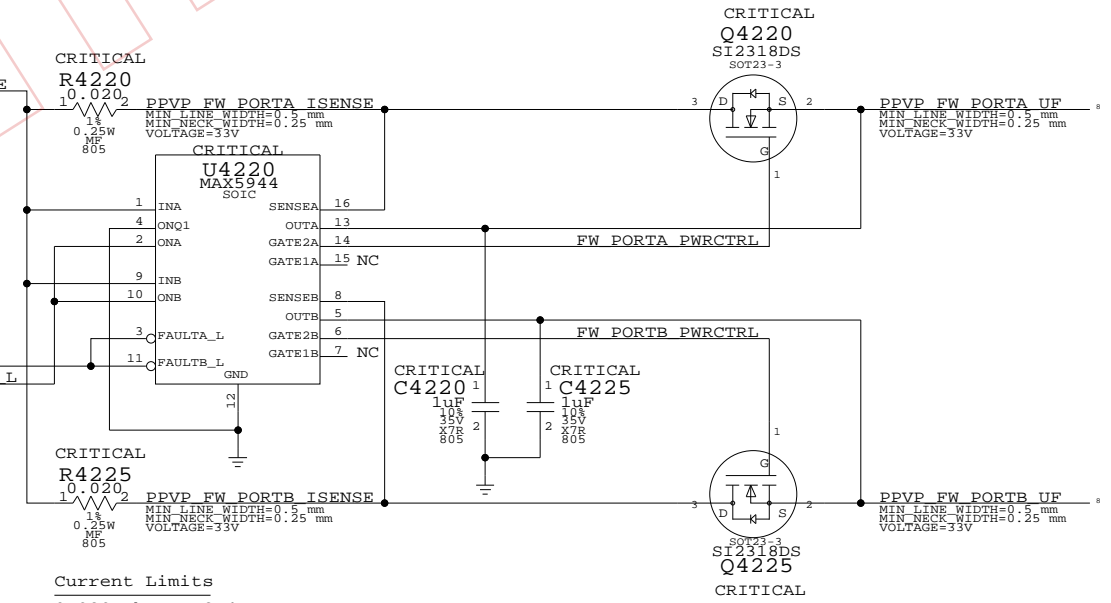 CRITICAL
Q4220
SI2318DS
SOT23-3
3 D S 2
G
1
CRITICAL
R4220
0.020
1 2
1%
0.25W
MF
805
PPVP_FW_PORTA_ISENSE
MIN_LINE_WIDTH=0.5 mm
MIN_NECK_WIDTH=0.25 mm
VOLTAGE=33V
PPVP_FW_PORTA_UF
MIN_LINE_WIDTH=0.5 mm
MIN_NECK_WIDTH=0.25 mm
VOLTAGE=33V
E
8
CRITICAL
U4220
MAX5944
SOIC
1 INA
4 ONQ1
2 ONA
9 INB
10 ONB
3 FAULTA_L
11 FAULTB_L
GND
12
SENSEA 16
OUTA 13
GATE2A 14
GATE1A 15 NC
SENSEB 8
OUTB 5
GATE2B 6
GATE1B 7 NC
FW_PORTA_PWRCTRL
FW_PORTB_PWRCTRL
_L
CRITICAL
C4220
1uF
10%
35V
X7R
805
1
2
CRITICAL
C4225
1uF
10%
35V
X7R
805
1
2
CRITICAL
R4225
0.020
1 2
1%
0.25W
MF
805
PPVP_FW_PORTB_ISENSE
MIN_LINE_WIDTH=0.5 mm
MIN_NECK_WIDTH=0.25 mm
VOLTAGE=33V
1
G
3 D S 2
SOT23-3
SI2318DS
Q4225
CRITICAL
PPVP_FW_PORTB_UF
MIN_LINE_WIDTH=0.5 mm
MIN_NECK_WIDTH=0.25 mm
VOLTAGE=33V
8
Current Limits